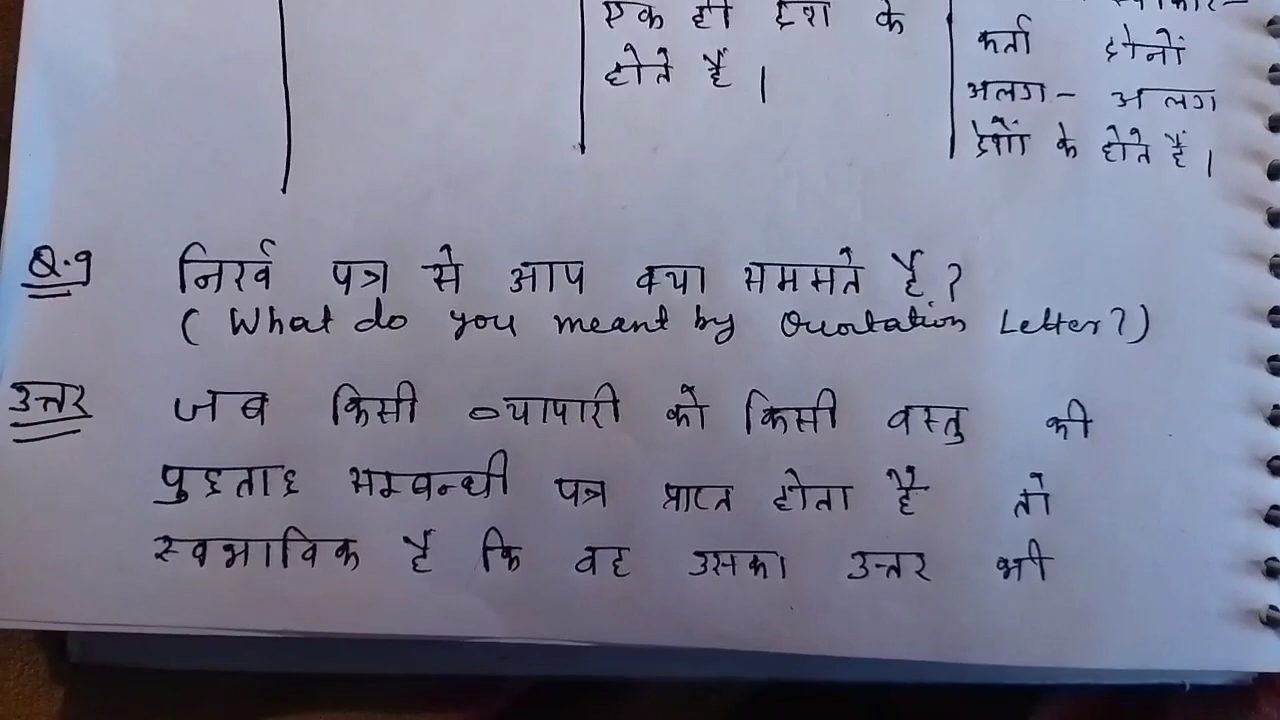 एक ही देश के
होते हैं।
कर्ता दोनों
अलग- अलग
देशों के होते हैं।
Q.9 निर्ख पत्र से आप क्या समझते हैं?
(What do you meant by Quotation Letter?)
उत्तर जब किसी व्यापारी को किसी वस्तु की
पुछताछ सम्बन्धी पत्र प्राप्त होता है तो
स्वभाविक है कि वह उसका उत्तर भी